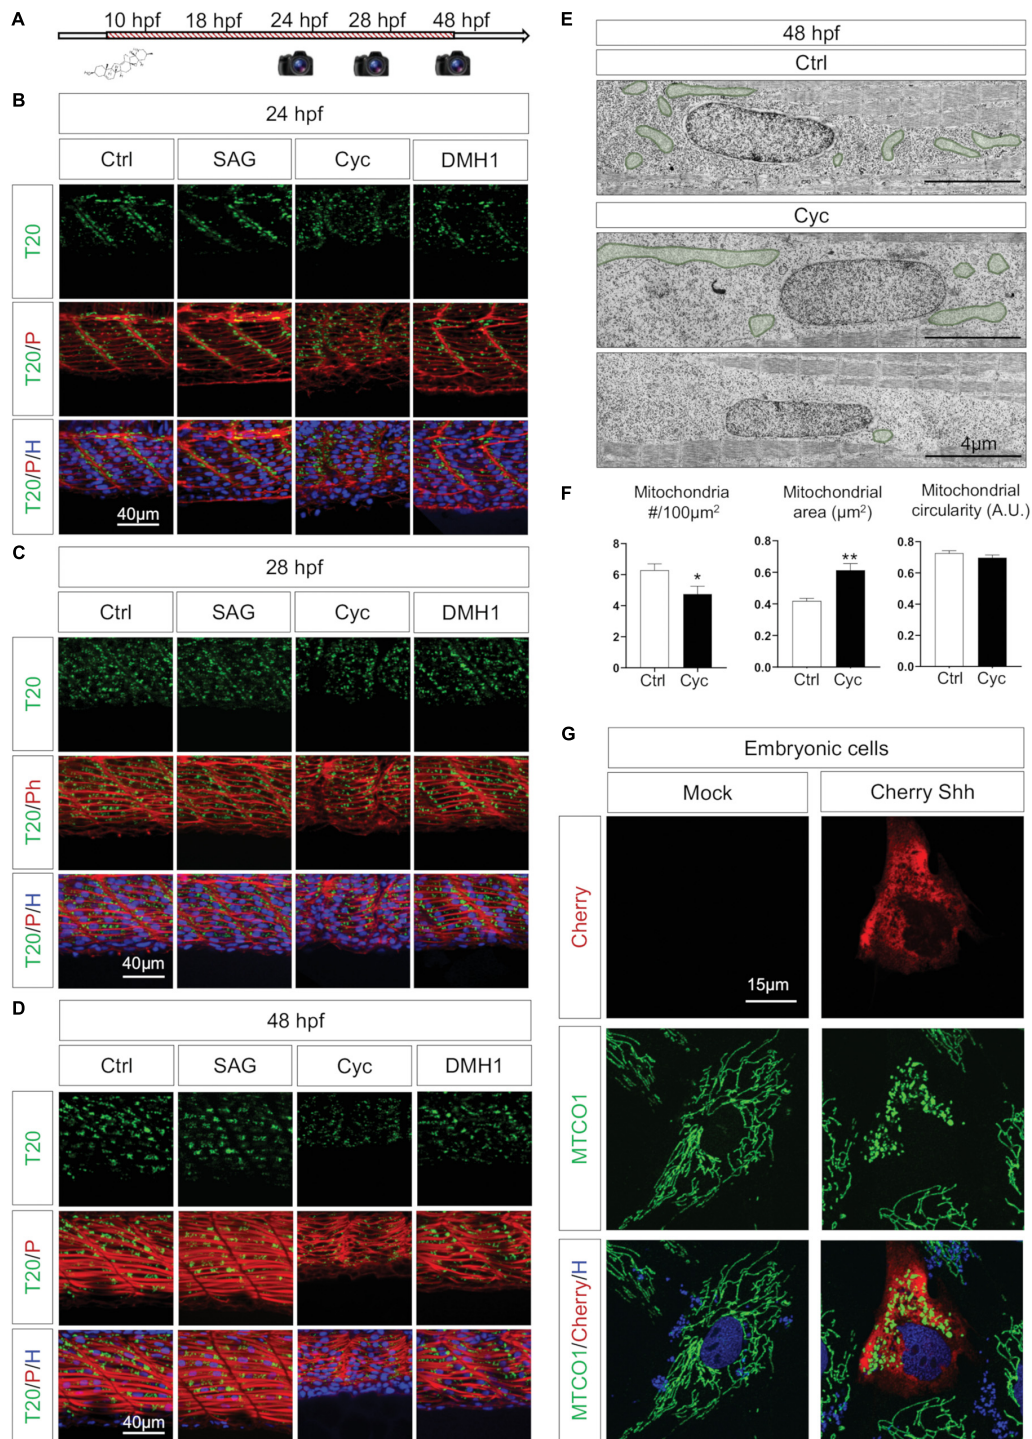 A
10 hpf 18 hpf 24 hpf 28 hpf 48 hpf
B
24 hpf
Ctrl SAG Cyc DMH1
T20
T20/P
T20/P/H
40µm
C
28 hpf
Ctrl SAG Cyc DMH1
T20
T20/Ph
T20/P/H
40µm
D
48 hpf
Ctrl SAG Cyc DMH1
T20
T20/P
T20/P/H
40µm
E
48 hpf
Ctrl
Cyc
4µm
F
Mitochondria
#/100µm²
8
6
4
2
0
*
Ctrl Cyc
Mitochondrial
area (µm²)
0.8
0.6
0.4
0.2
0.0
**
Ctrl Cyc
Mitochondrial
circularity (A.U.)
0.8
0.6
0.4
0.2
0.0
Ctrl Cyc
G
Embryonic cells
Mock Cherry Shh
Cherry
15µm
MTCO1
MTCO1/Cherry/H